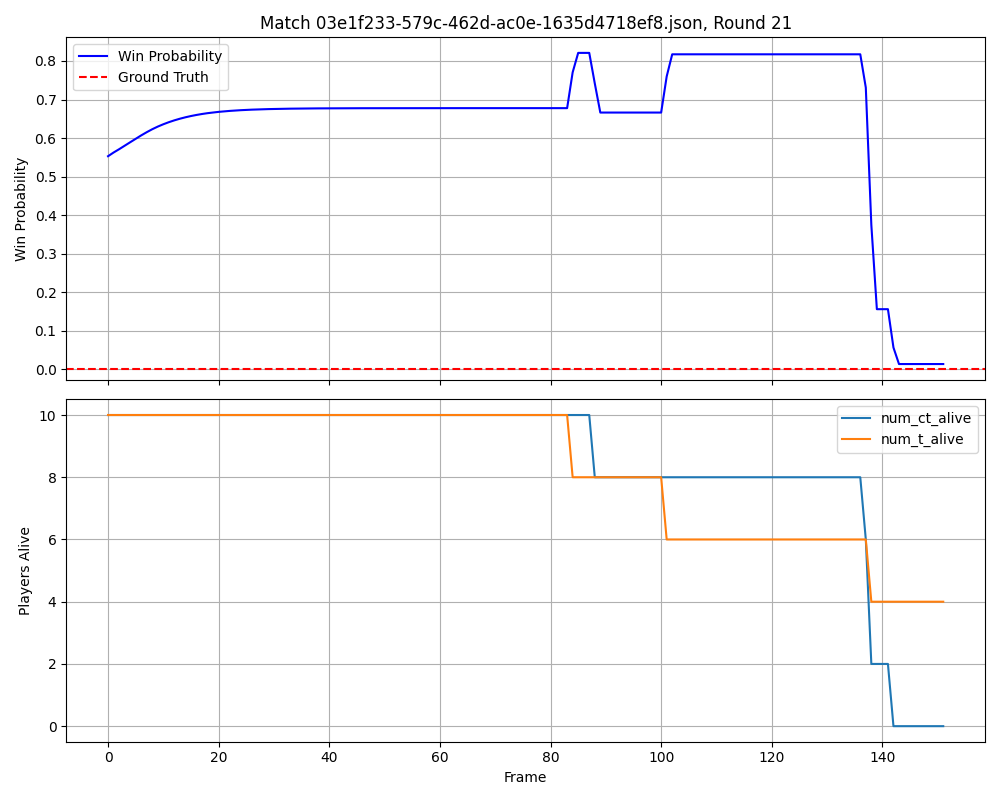 Match 03e1f233-579c-462d-ac0e-1635d4718ef8.json, Round 21
Win Probability
Ground Truth
0.8
0.7
0.6
0.5
0.4
0.3
0.2
0.1
0.0
Win Probability
num_ct_alive
num_t_alive
10
8
6
4
2
0
Players Alive
0 20 40 60 80 100 120 140
Frame